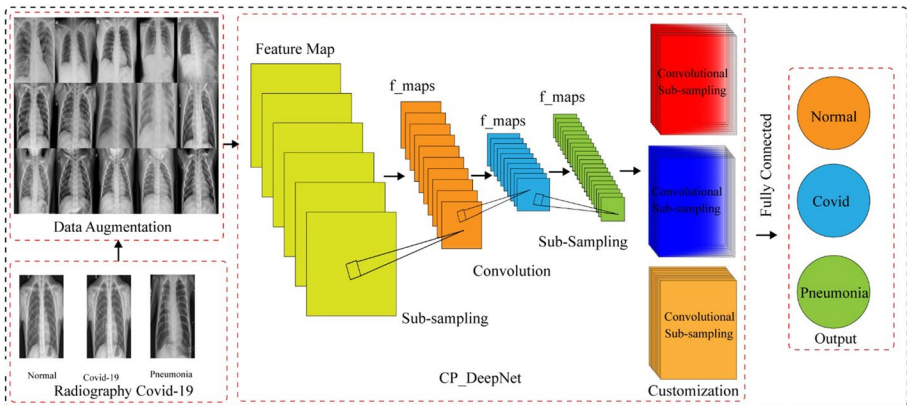 Data Augmentation
Normal
Covid-19
Pneumonia
Radiography Covid-19
Feature Map
f_maps
f_maps
f_maps
Sub-sampling
Convolution
Sub-Sampling
CP_DeepNet
Convolutional
Sub-sampling
Convolutional
Sub-sampling
Convolutional
Sub-sampling
Customization
Fully Connected
Normal
Covid
Pneumonia
Output